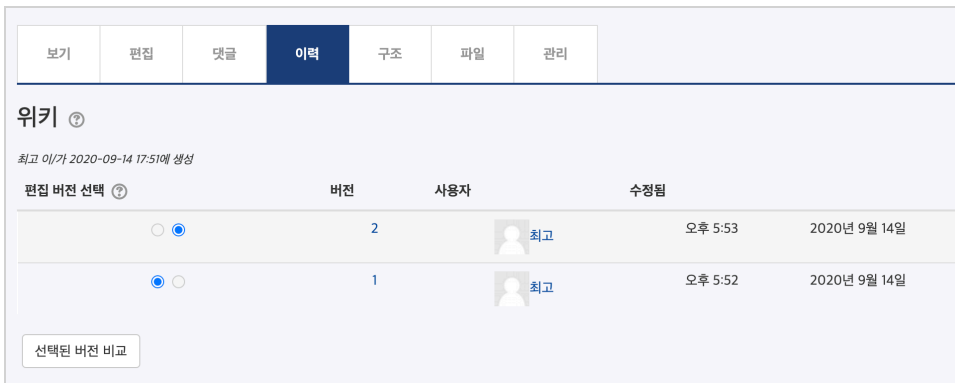 보기 편집 댓글 이력 구조 파일 관리
위키 ?
최고 이/가 2020-09-14 17:51에 생성
편집 버전 선택 ? 버전 사용자 수정됨
2 최고 오후 5:53 2020년 9월 14일
1 최고 오후 5:52 2020년 9월 14일
선택된 버전 비교